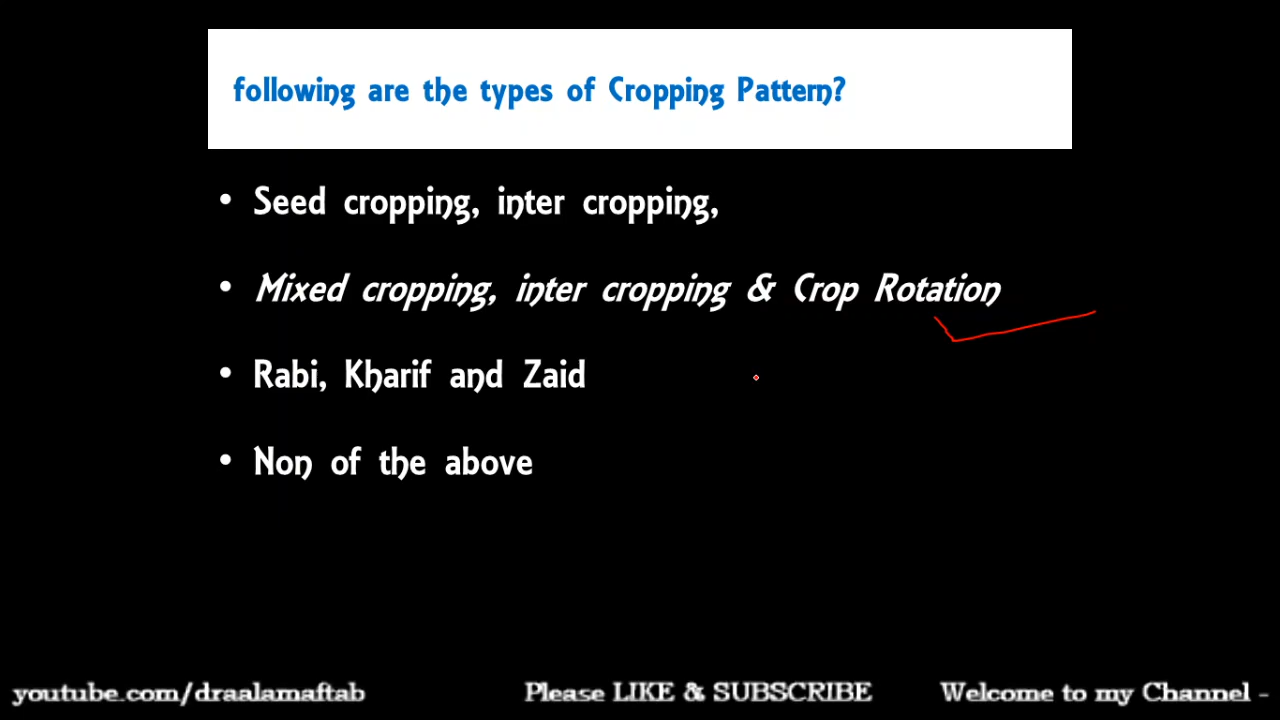 following are the types of Cropping Pattern?
• Seed cropping, inter cropping,
• Mixed cropping, inter cropping & Crop Rotation
• Rabi, Kharif and Zaid
• Non of the above
youtube.com/draalamaftab Please LIKE & SUBSCRIBE Welcome to my Channel -